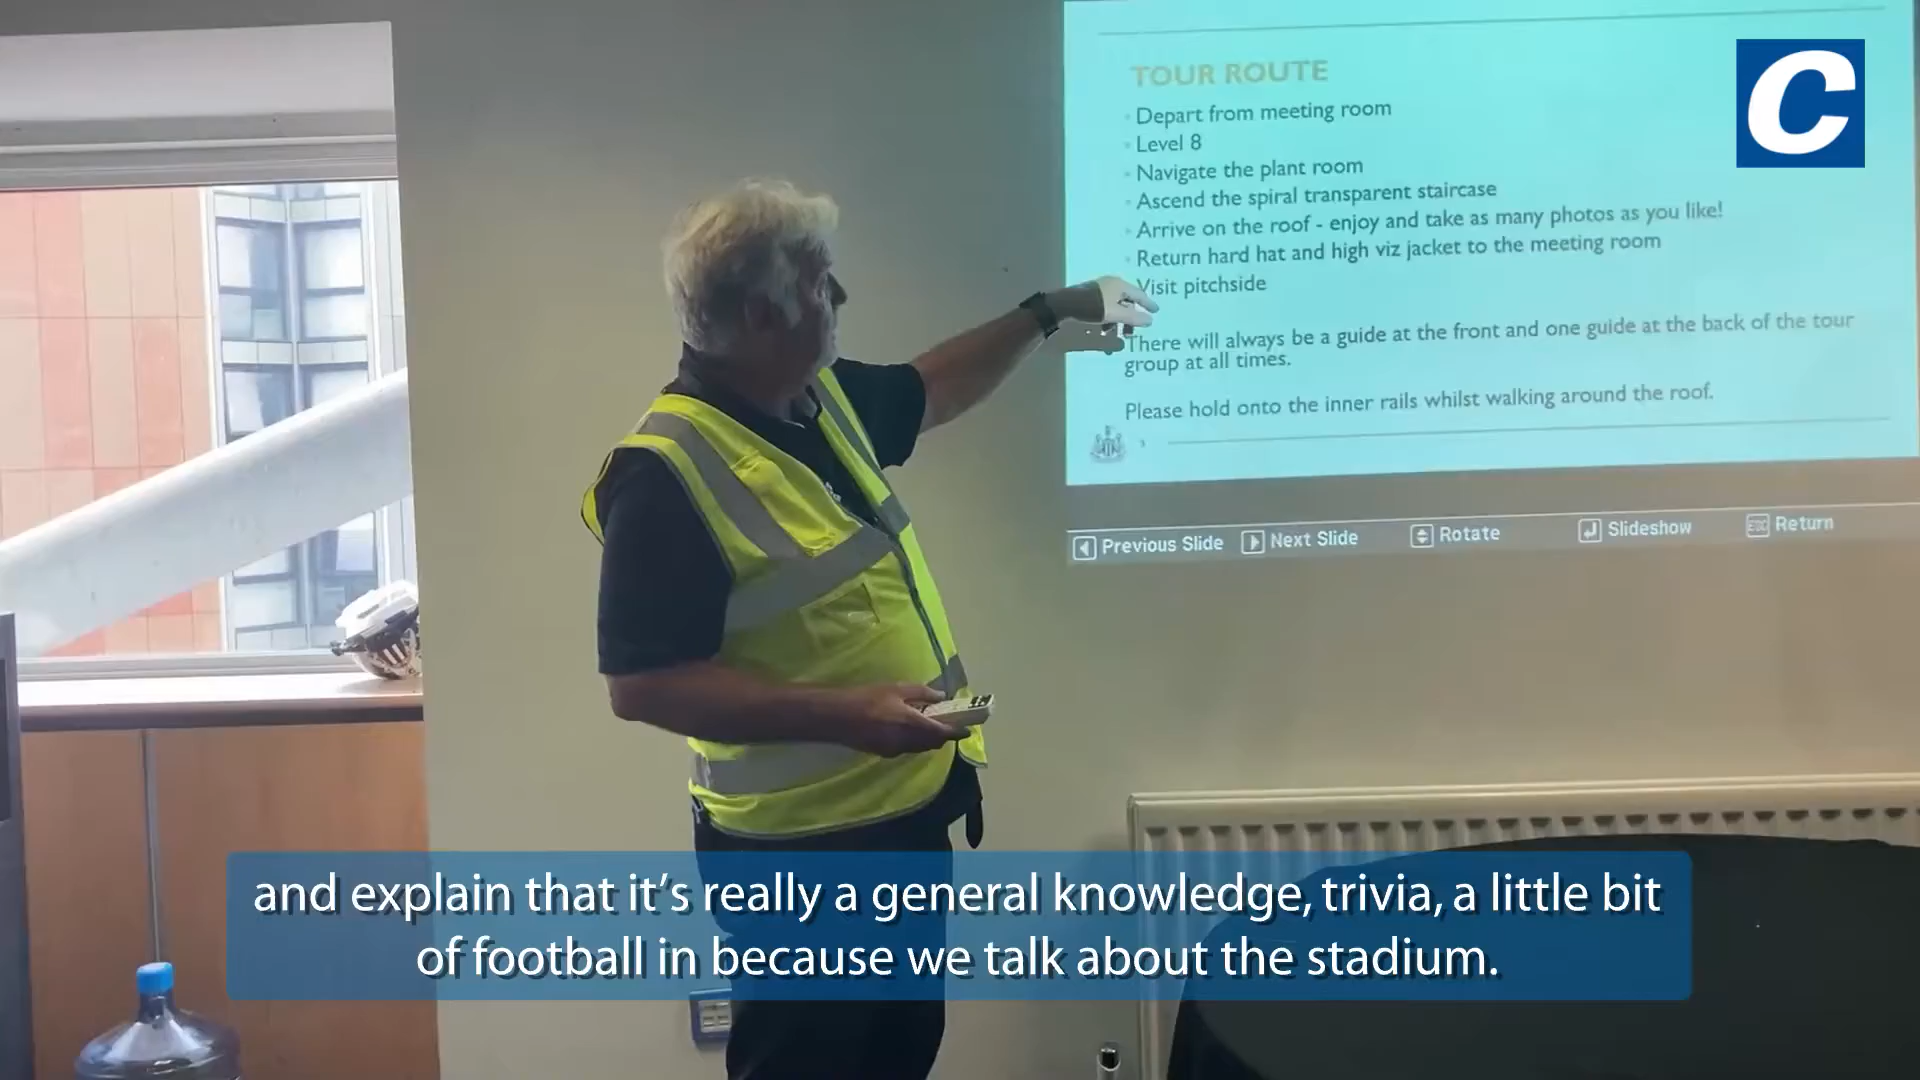 C
TOUR ROUTE
Depart from meeting room
Level 8
Navigate the plant room
Ascend the spiral transparent staircase
Arrive on the roof - enjoy and take as many photos as you like!
Return hard hat and high viz jacket to the meeting room
Visit pitchside
There will always be a guide at the front and one guide at the back of the tour
group at all times.
Please hold onto the inner rails whilst walking around the roof.
Previous Slide Next Slide Rotate Slideshow Esc Return
and explain that it’s really a general knowledge, trivia, a little bit
of football in because we talk about the stadium.